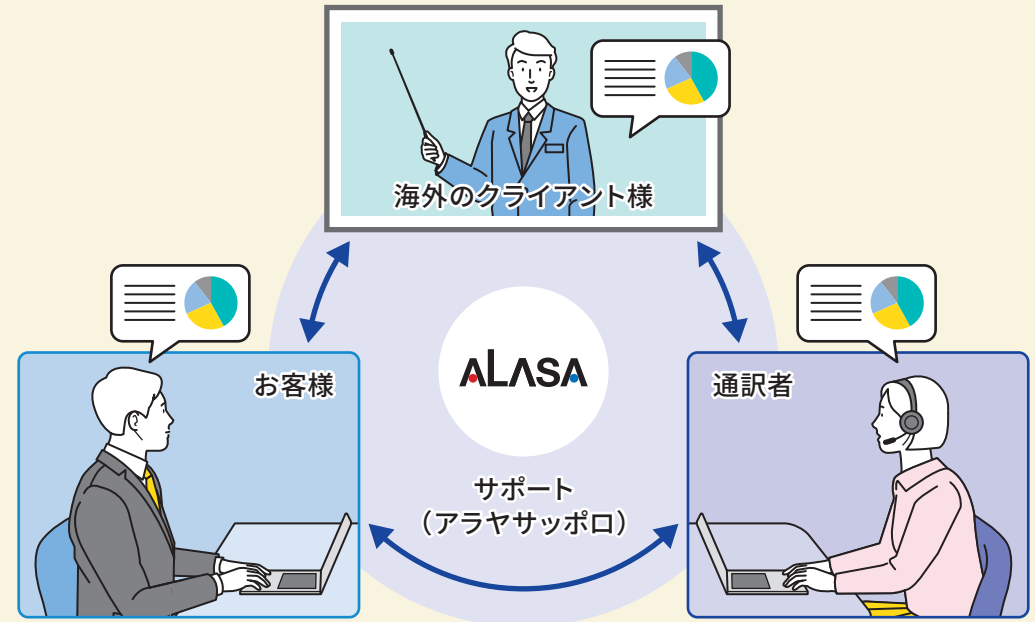 海外のクライアント様
お客様
通訳者
ALASA
サポート
（アラヤサッポロ）